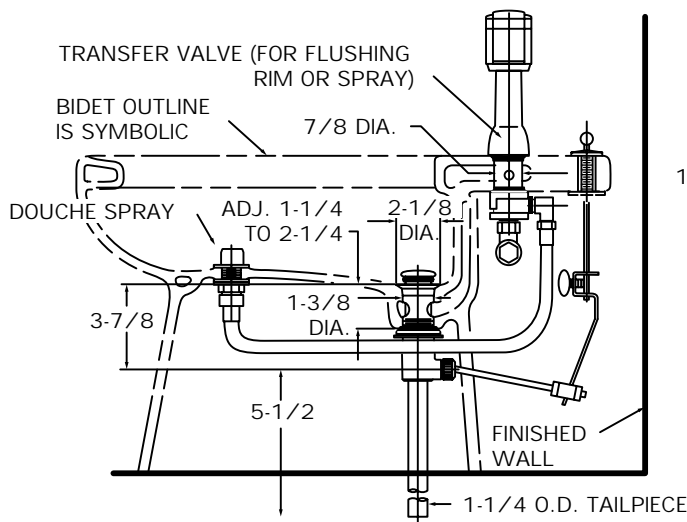 TRANSFER VALVE (FOR FLUSHING
RIM OR SPRAY)
BIDET OUTLINE
IS SYMBOLIC
7/8 DIA.
1
DOUCHE SPRAY
ADJ. 1-1/4
TO 2-1/4
2-1/8
DIA.
1-3/8
DIA.
3-7/8
5-1/2
FINISHED
WALL
1-1/4 O.D. TAILPIECE